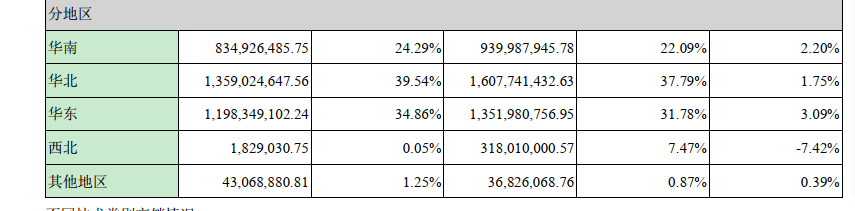 分地区
华南 834,926,485.75 24.29% 939,987,945.78 22.09% 2.20%
华北 1,359,024,647.56 39.54% 1,607,741,432.63 37.79% 1.75%
华东 1,198,349,102.24 34.86% 1,351,980,756.95 31.78% 3.09%
西北 1,829,030.75 0.05% 318,010,000.57 7.47% -7.42%
其他地区 43,068,880.81 1.25% 36,826,068.76 0.87% 0.39%